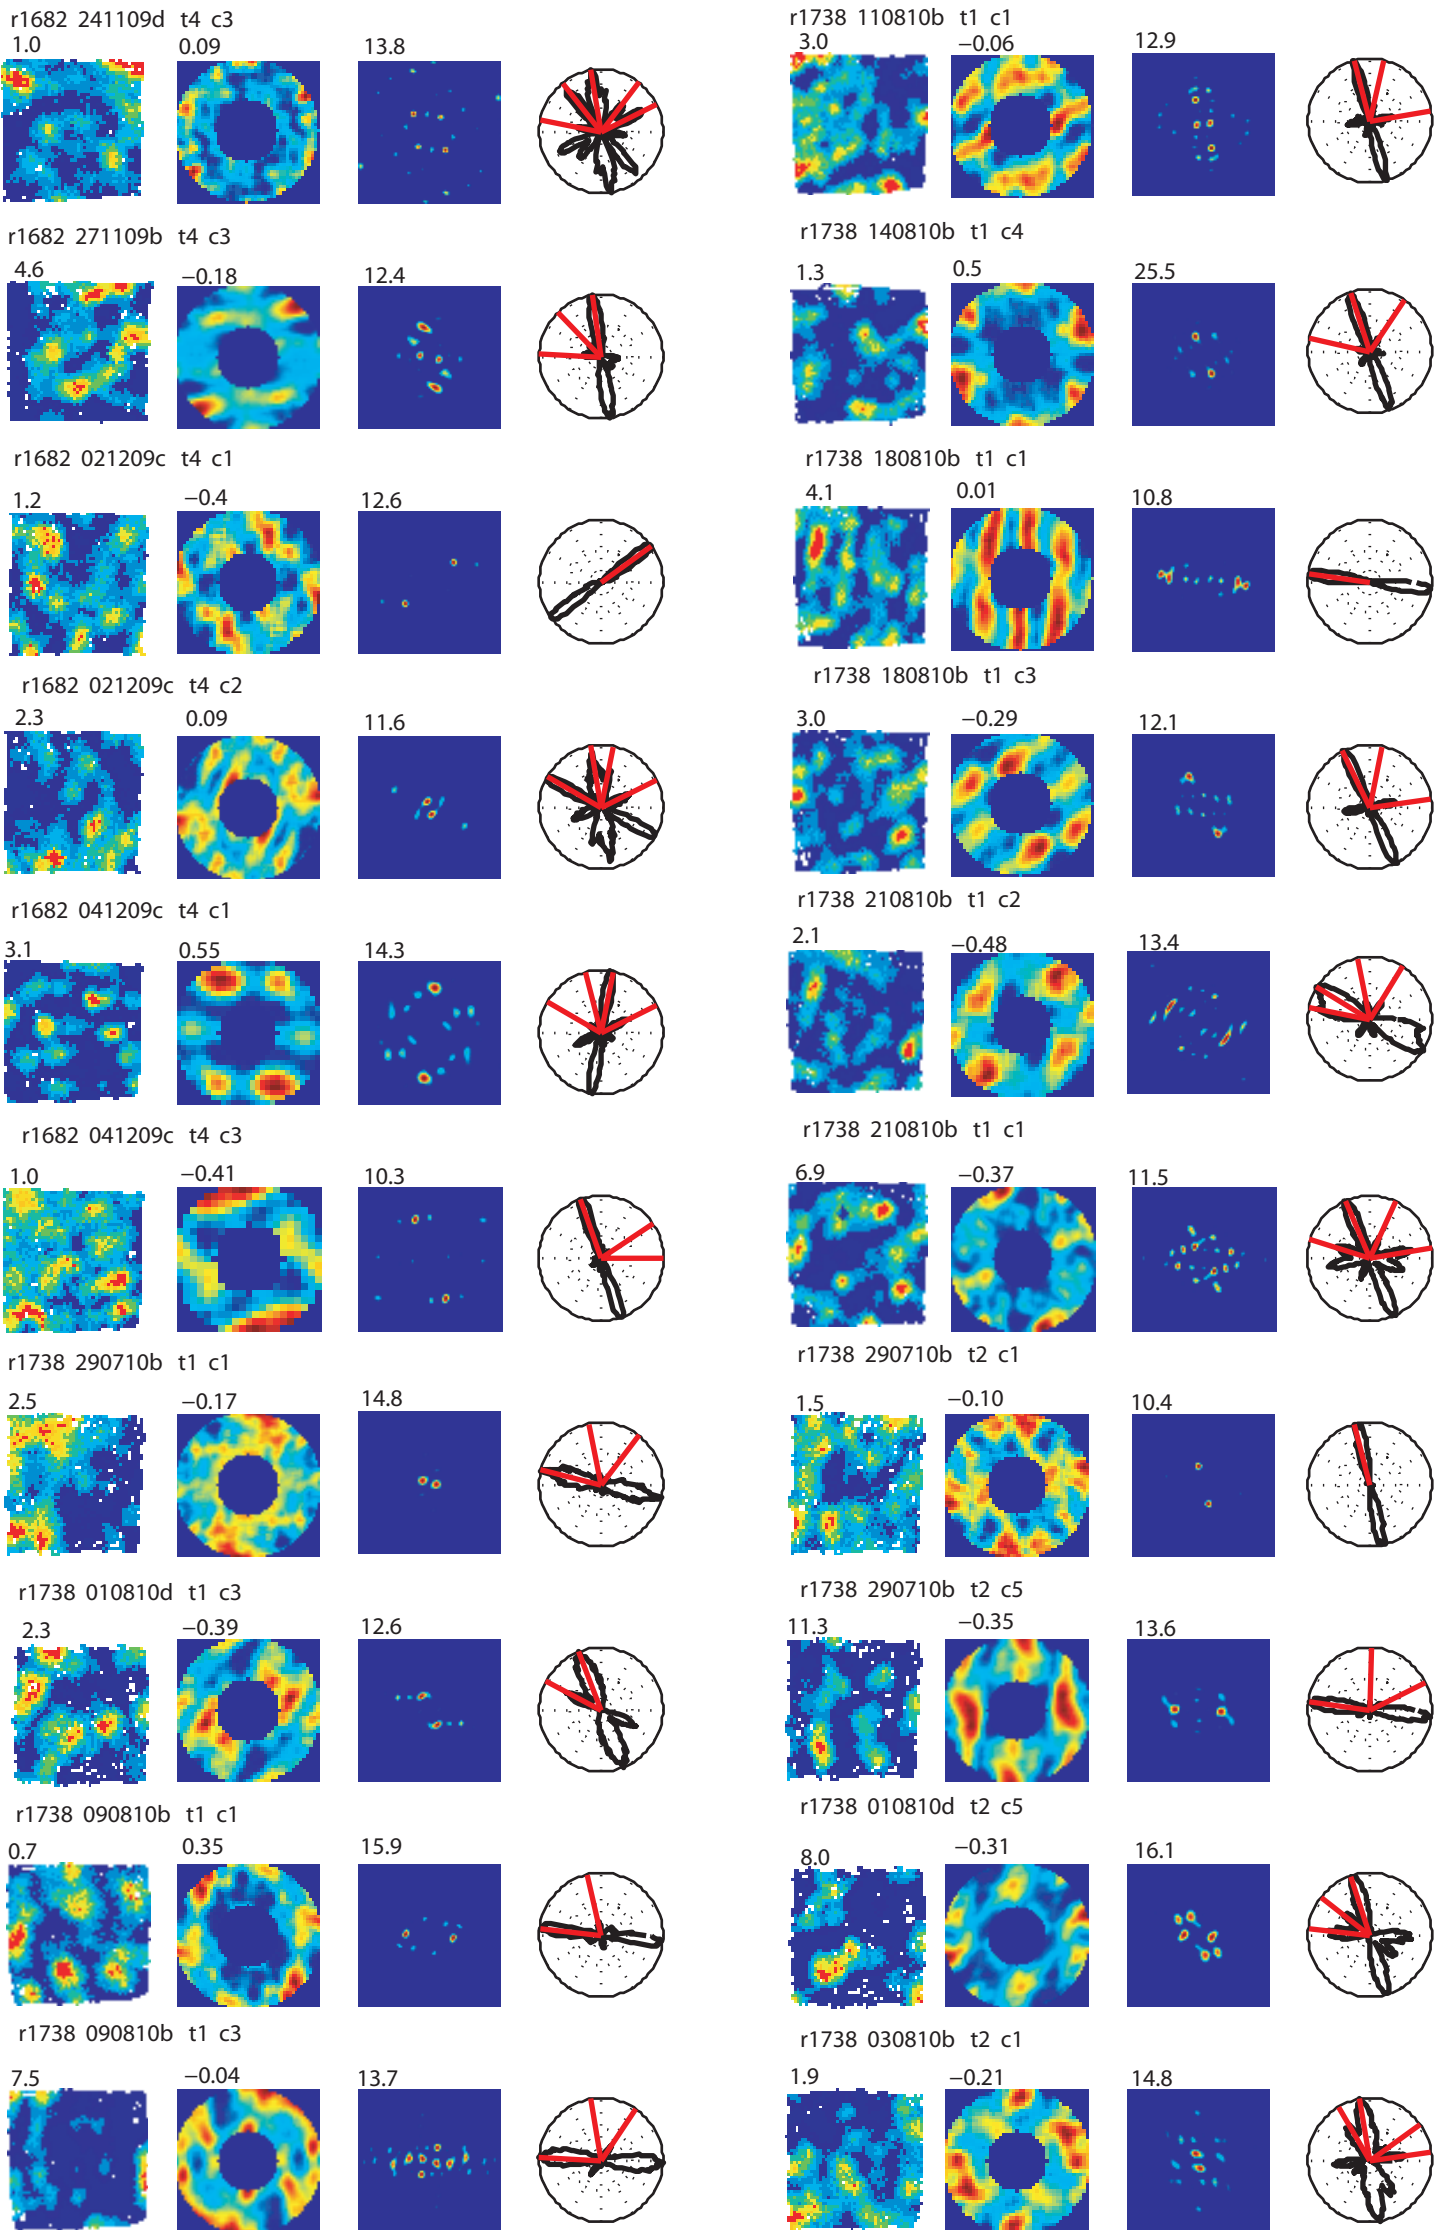 r1682 241109d t4 c3
1.0 0.09 13.8
r1682 271109b t4 c3
4.6 −0.18 12.4
r1682 021209c t4 c1
1.2 −0.4 12.6
r1682 021209c t4 c2
2.3 0.09 11.6
r1682 041209c t4 c1
3.1 0.55 14.3
r1682 041209c t4 c3
1.0 −0.41 10.3
r1738 290710b t1 c1
2.5 −0.17 14.8
r1738 010810d t1 c3
2.3 −0.39 12.6
r1738 090810b t1 c1
0.7 0.35 15.9
r1738 090810b t1 c3
7.5 −0.04 13.7
r1738 110810b t1 c1
3.0 −0.06 12.9
r1738 140810b t1 c4
1.3 0.5 25.5
r1738 180810b t1 c1
4.1 0.01 10.8
r1738 180810b t1 c3
3.0 −0.29 12.1
r1738 210810b t1 c2
2.1 −0.48 13.4
r1738 210810b t1 c1
6.9 −0.37 11.5
r1738 290710b t2 c1
1.5 −0.10 10.4
r1738 290710b t2 c5
11.3 −0.35 13.6
r1738 010810d t2 c5
8.0 −0.31 16.1
r1738 030810b t2 c1
1.9 −0.21 14.8